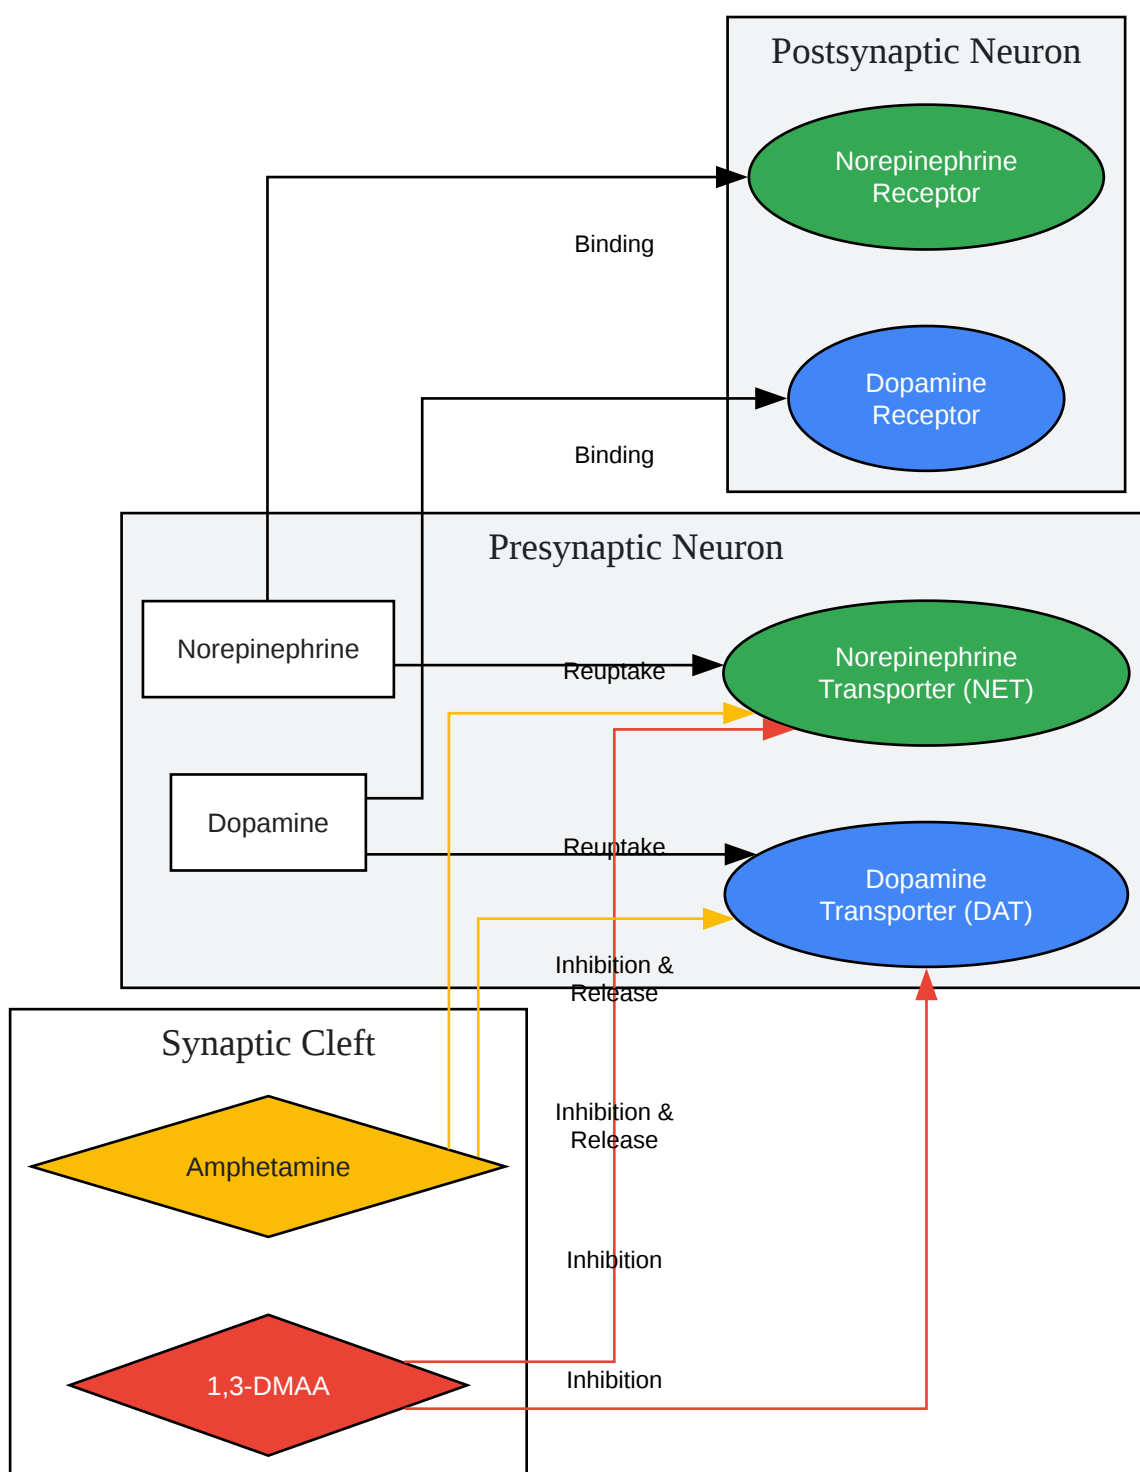 Postsynaptic Neuron
Norepinephrine
Receptor
Binding
Dopamine
Receptor
Binding
Presynaptic Neuron
Norepinephrine
Reuptake
Norepinephrine
Transporter (NET)
Dopamine
Reuptake
Dopamine
Transporter (DAT)
Inhibition &
Release
Synaptic Cleft
Inhibition &
Release
Amphetamine
Inhibition
1,3-DMAA
Inhibition